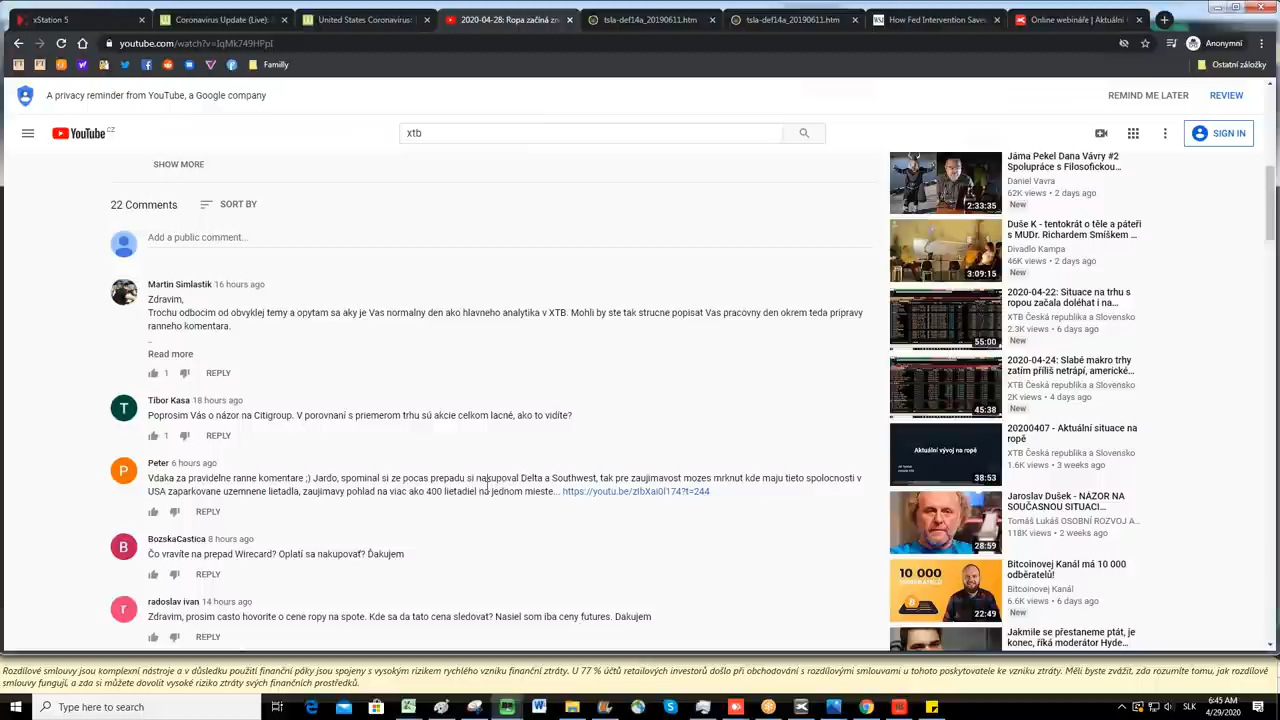 xStation 5
Coronavirus Update (Live):
United States Coronavirus:
2020-04-28: Ropa začíná zn
tsla-def14a_20190611.htm
tsla-def14a_20190611.htm
How Fed Intervention Save
Online webináře | Aktuální
youtube.com/watch?v=IqMk749HPpI
Anonymní
Familly
Ostatní záložky
A privacy reminder from YouTube, a Google company
REMIND ME LATER
REVIEW
YouTube CZ
xtb
SIGN IN
SHOW MORE
22 Comments
SORT BY
Add a public comment...
Martin Simlastik 16 hours ago
Zdravim,
Trochu odbočim od obvyklej temy a opytam sa aky je Vas normalny den ako hlavneho analytika v XTB. Mohli by ste tak strucne popisat Vas pracovny den okrem teda pripravy
ranneho komentara.
..
Read more
1
REPLY
T
Tibor Kasa 18 hours ago
Poprosim Vás o názor na Citigroup. V porovnaní s priemerom trhu sú akcie celkom lacné, ako to vidíte?
1
REPLY
P
Peter 6 hours ago
Vdaka za pravidelne ranne komentare ;) Jardo, spominal si ze pocas prepadu si nakupoval Delta a Southwest, tak pre zaujimavost mozes mrknut kde maju tieto spolocnosti v
USA zaparkovane uzemnene lietadla, zaujimavy pohlad na viac ako 400 lietadiel na jednom mieste... https://youtu.be/zIbXai0l174?t=244
REPLY
B
BozskaCastica 8 hours ago
Čo vravíte na prepad Wirecard? Oplatí sa nakupovať? Ďakujem
REPLY
r
radoslav ivan 14 hours ago
Zdravim, prosim casto hovorite o cene ropy na spote. Kde sa da tato cena sledovat? Nasiel som iba ceny futures. Dakujem
REPLY
Jáma Pekel Dana Vávry #2
Spolupráce s Filosofickou...
Daniel Vavra
62K views • 2 days ago
New
2:33:35
Duše K - tentokrát o těle a páteři
s MUDr. Richardem Smíškem ...
Divadlo Kampa
46K views • 2 days ago
New
3:09:15
2020-04-22: Situace na trhu s
ropou začala doléhat i na...
XTB Česká republika a Slovensko
2.3K views • 6 days ago
New
55:00
2020-04-24: Slabé makro trhy
zatím příliš netrápí, americké...
XTB Česká republika a Slovensko
2K views • 4 days ago
New
45:38
20200407 - Aktuální situace na
ropě
XTB Česká republika a Slovensko
1.6K views • 3 weeks ago
Aktuální vývoj na ropě
38:53
Jaroslav Dušek - NÁZOR NA
SOUČASNOU SITUACI...
Tomáš Lukáš OSOBNÍ ROZVOJ A...
118K views • 2 weeks ago
28:59
Bitcoinovej Kanál má 10 000
odběratelů!
Bitcoinovej Kanál
6.6K views • 6 days ago
New
10 000
22:49
Jakmile se přestaneme ptát, je
konec, říká moderátor Hyde...
Rozdílové smlouvy jsou komplexní nástroje a v důsledku použití finanční páky jsou spojeny s vysokým rizikem rychlého vzniku finanční ztráty. U 77 % účtů retailových investorů došlo při obchodování s rozdílovými smlouvami u tohoto poskytovatele ke vzniku ztráty. Měli byste zvážit, zda rozumíte tomu, jak rozdílové
smlouvy fungují, a zda si můžete dovolit vysoké riziko ztráty svých finančních prostředků.
Type here to search
SLK
6:45 AM
4/29/2020